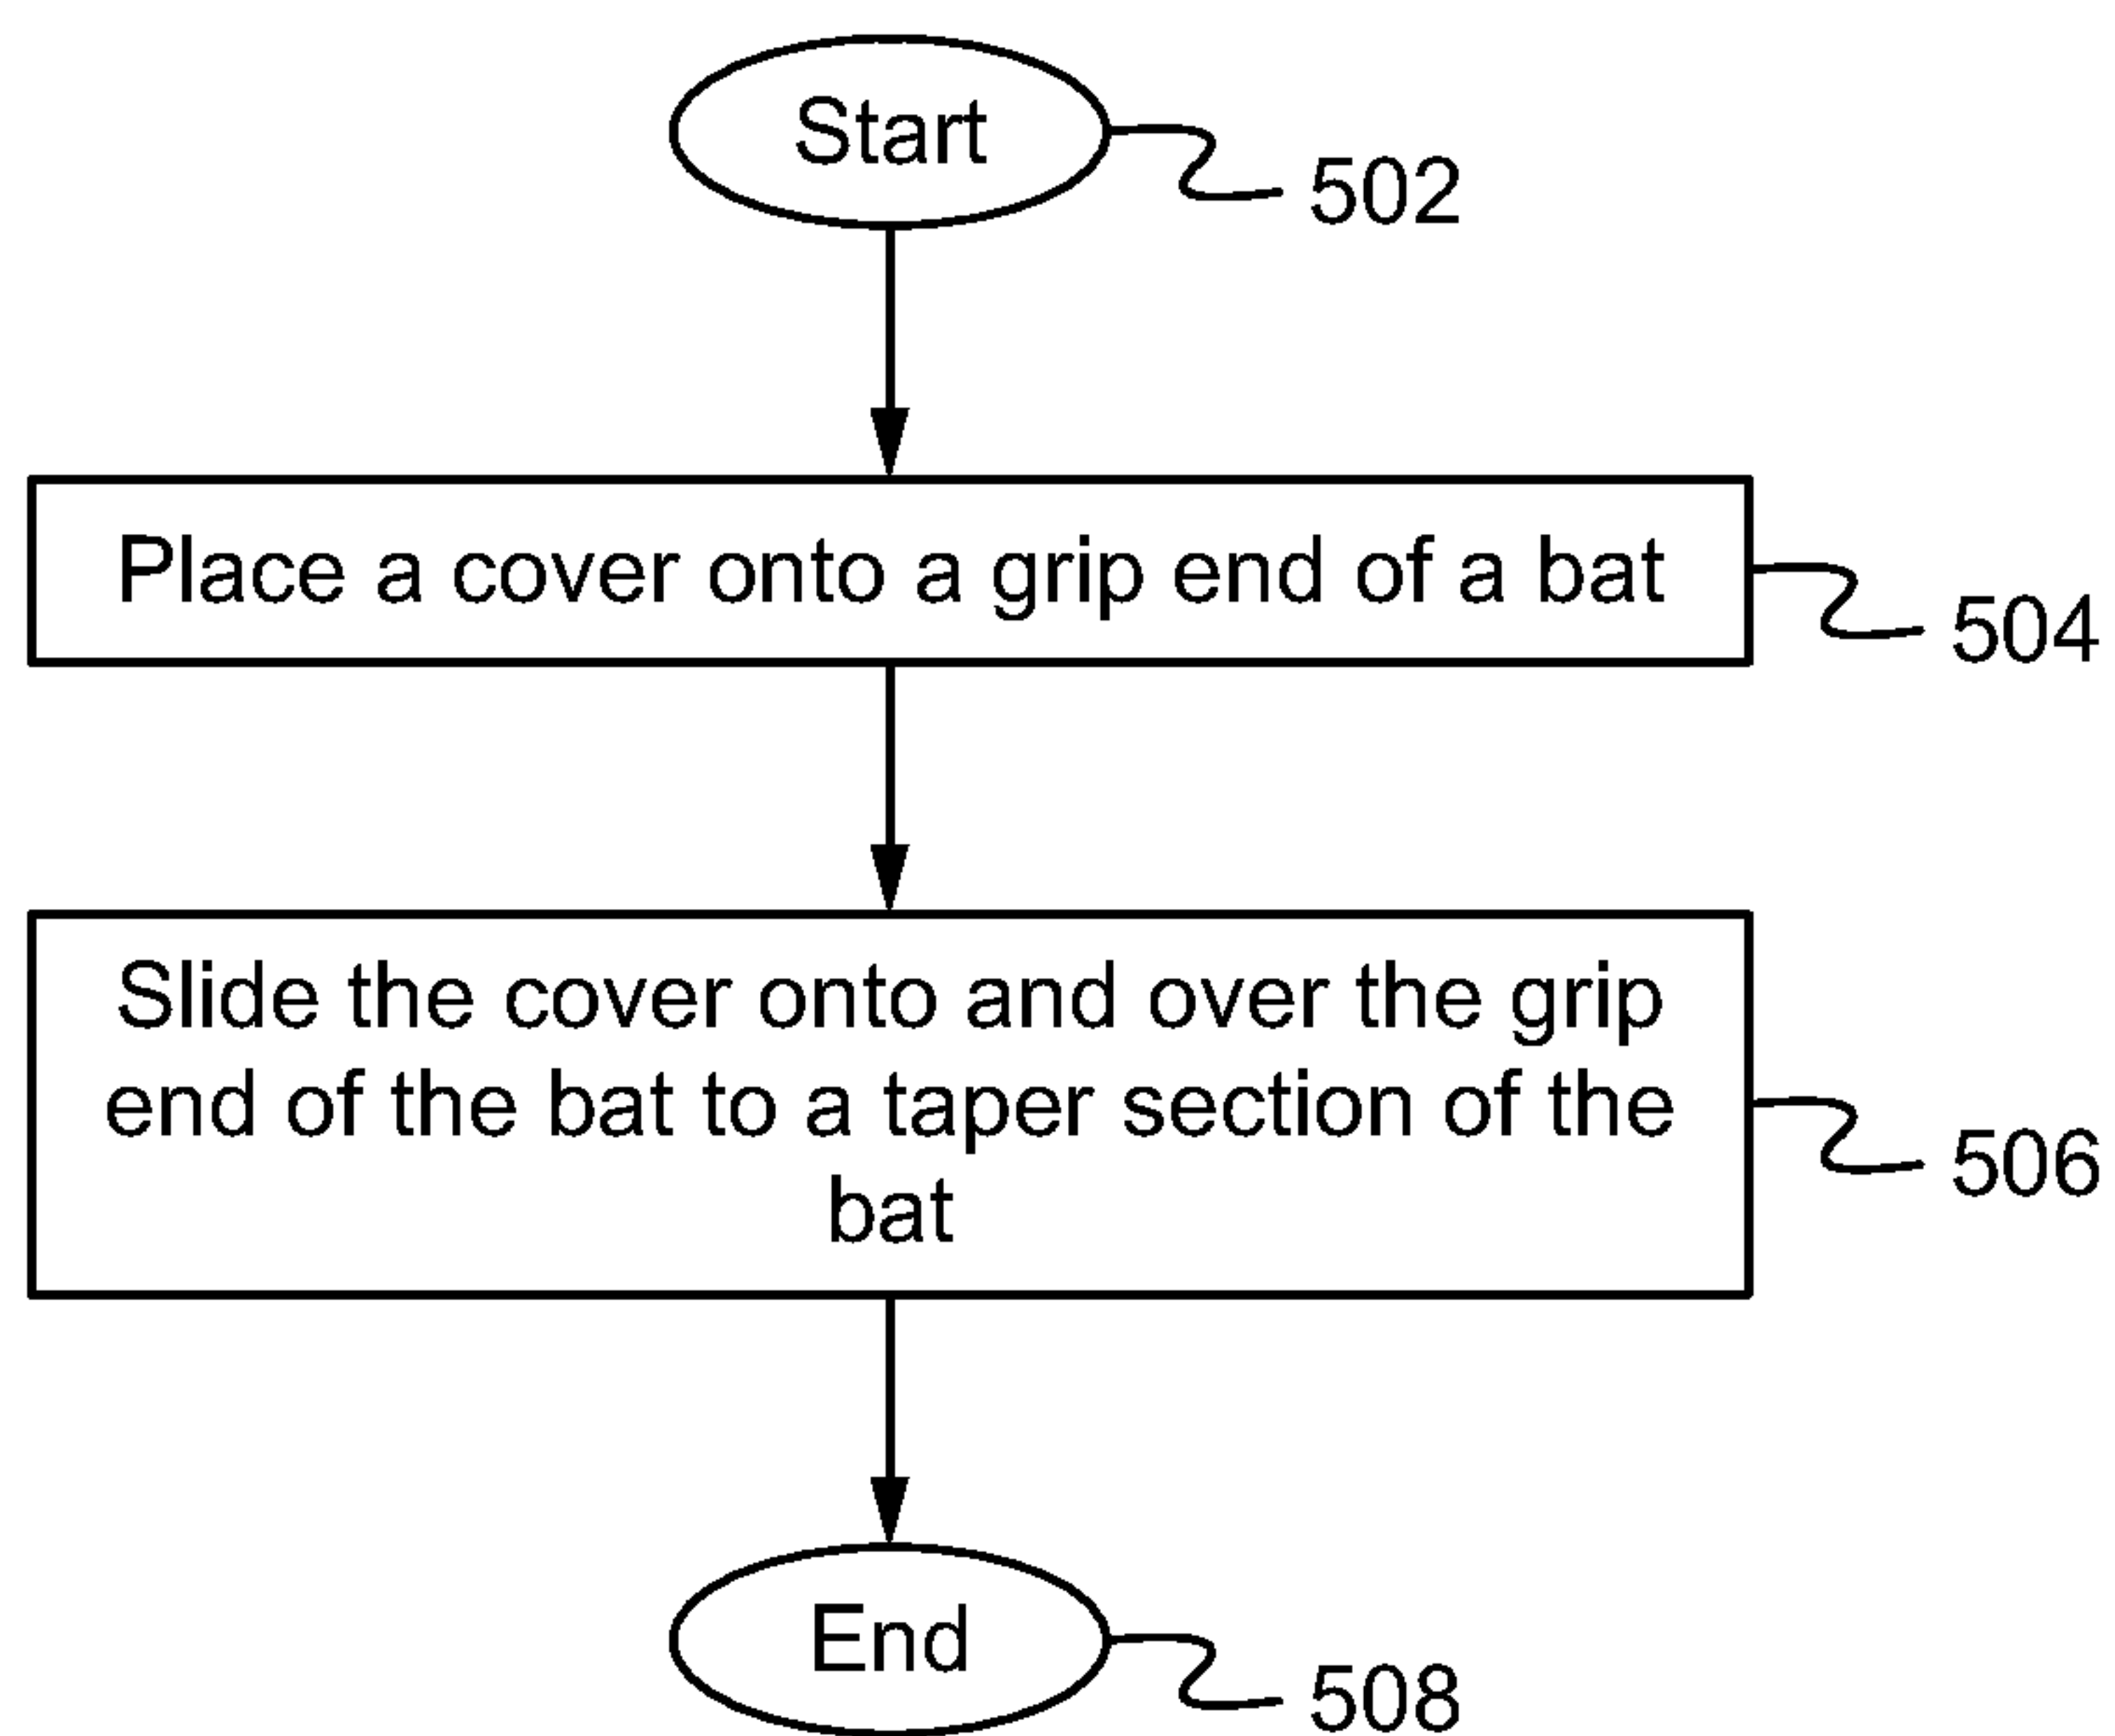 Start
502
Place a cover onto a grip end of a bat
504
Slide the cover onto and over the grip
end of the bat to a taper section of the
bat
506
End
508